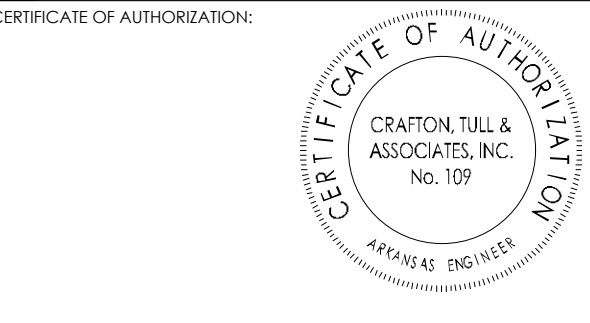 CERTIFICATE OF AUTHORIZATION:
CERTIFICATE OF AUTHORIZATION
CRAFTON, TULL &
ASSOCIATES, INC.
No. 109
ARKANSAS ENGINEER